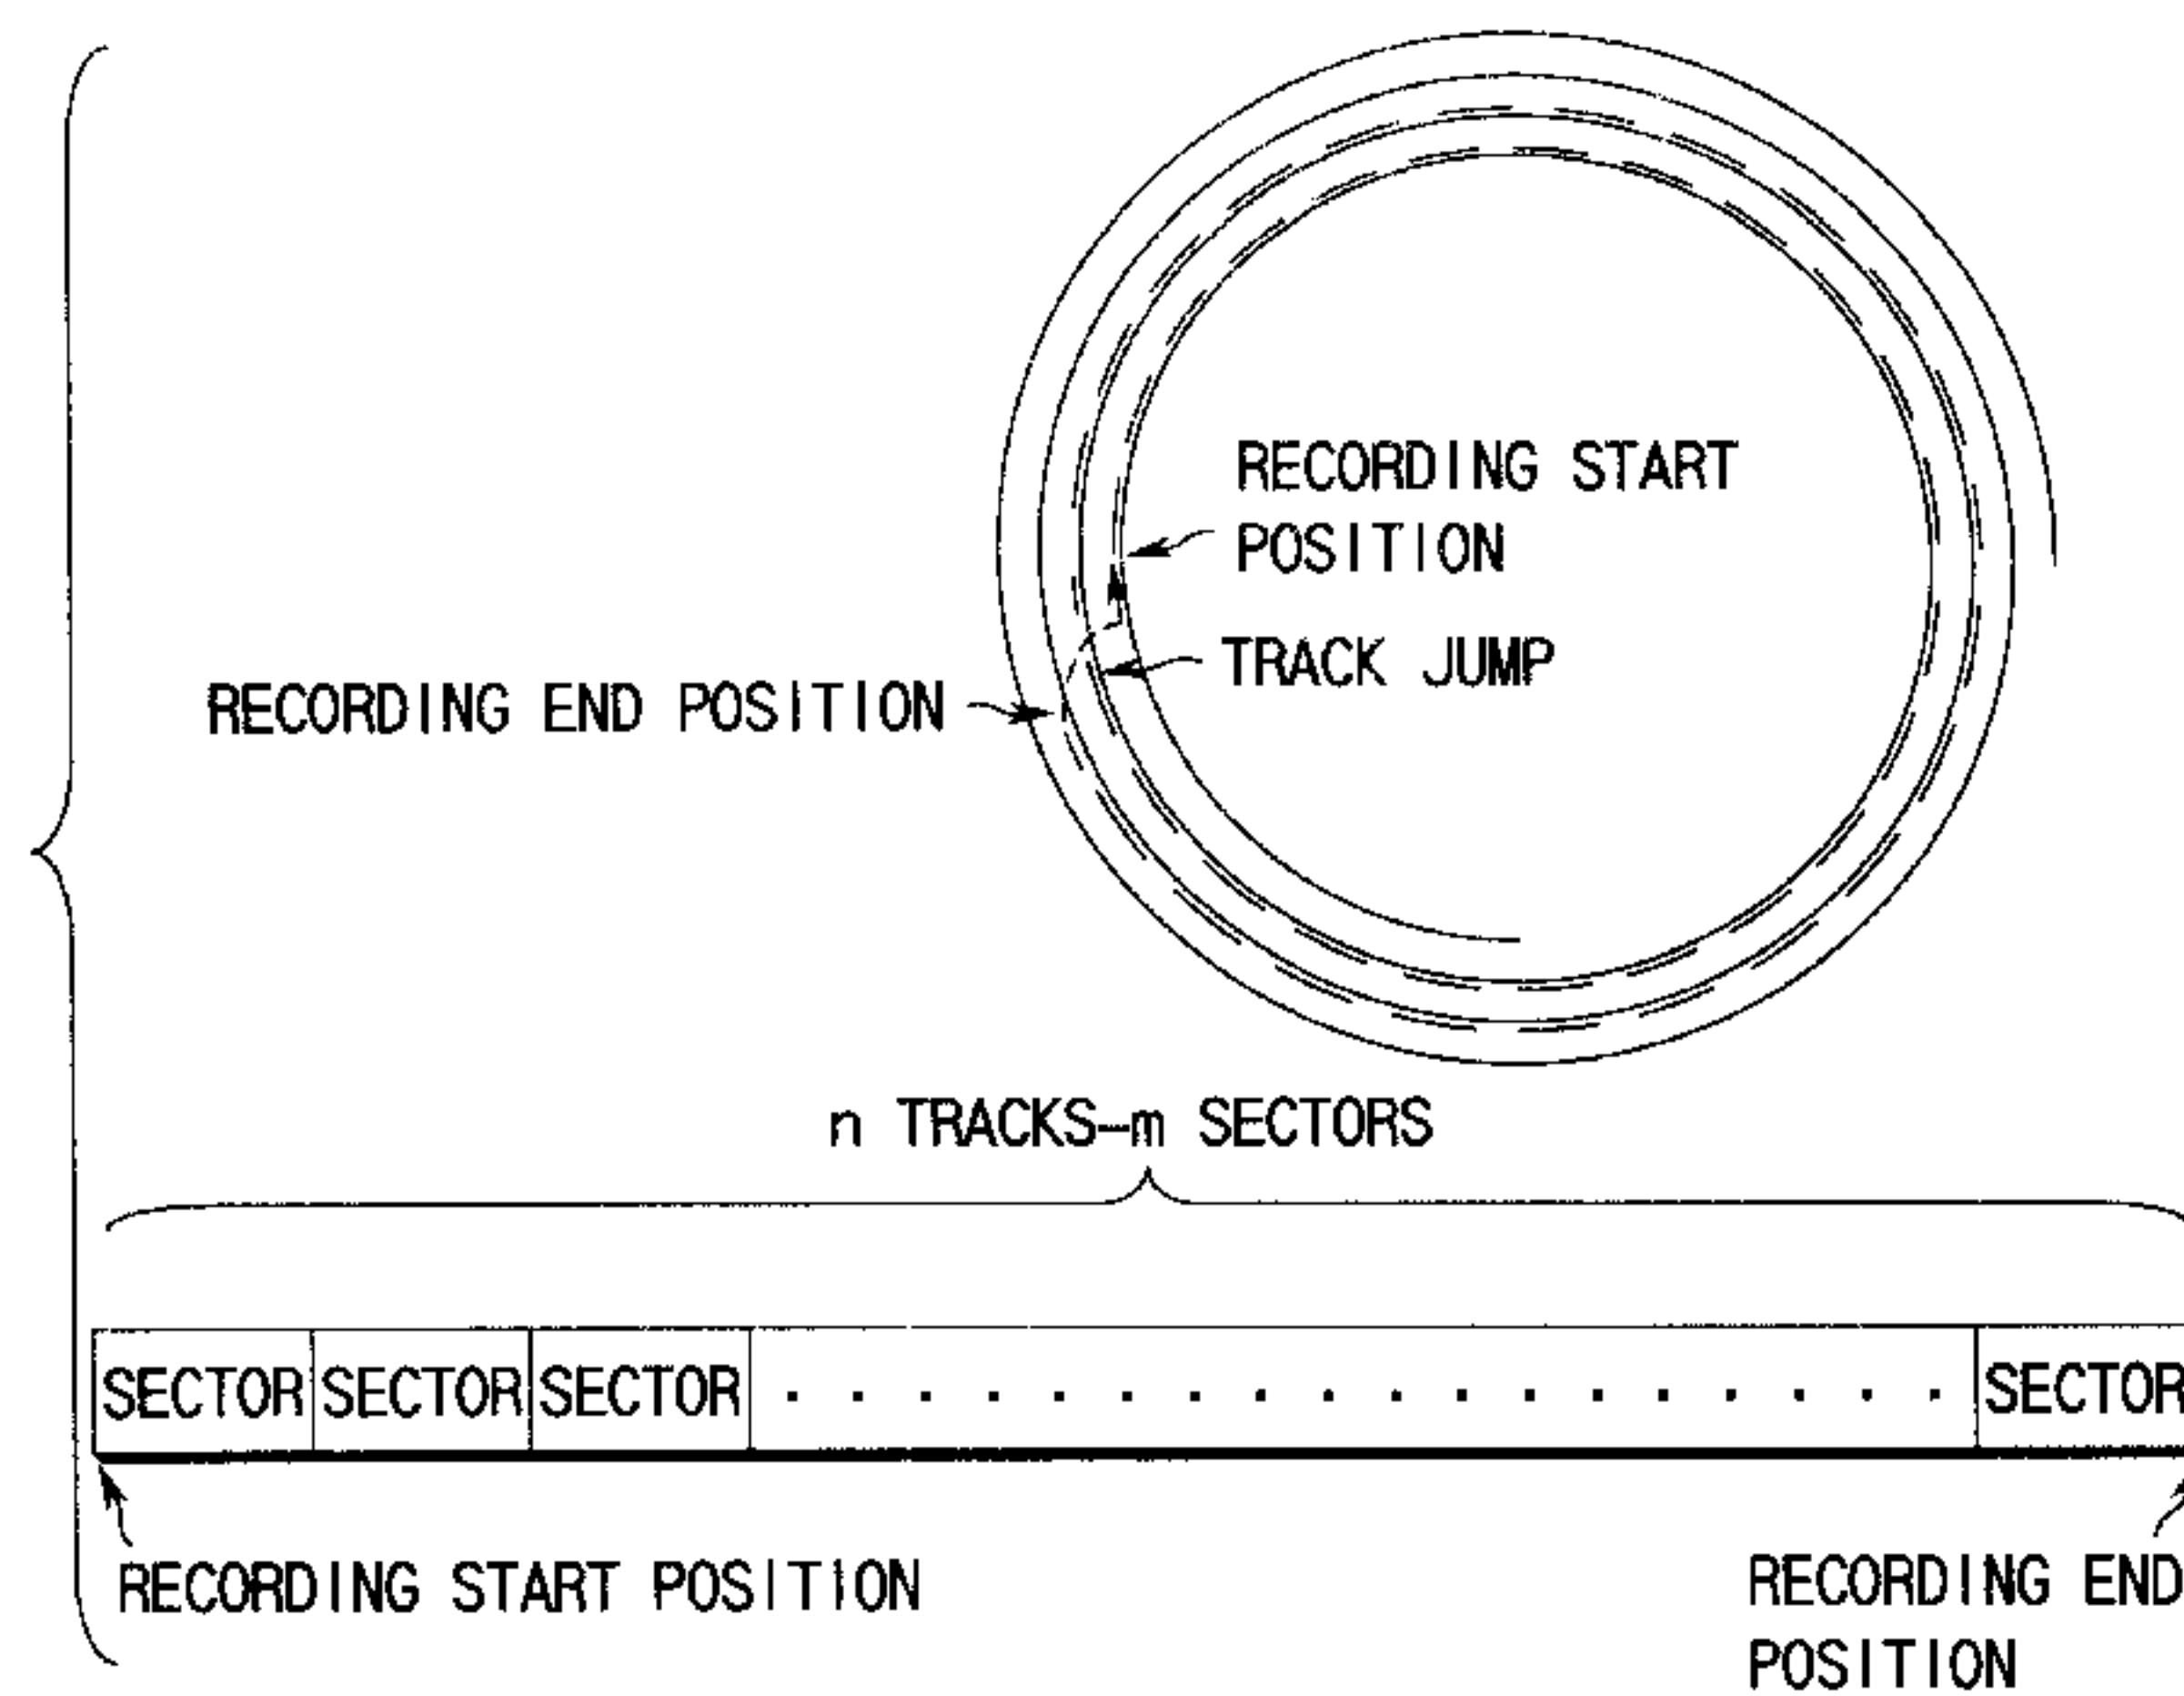 RECORDING START
POSITION
TRACK JUMP
RECORDING END POSITION
n TRACKS-m SECTORS
SECTOR SECTOR SECTOR . . . . . . . . . . . . . . . . . . SECTOR
RECORDING START POSITION
RECORDING END
POSITION